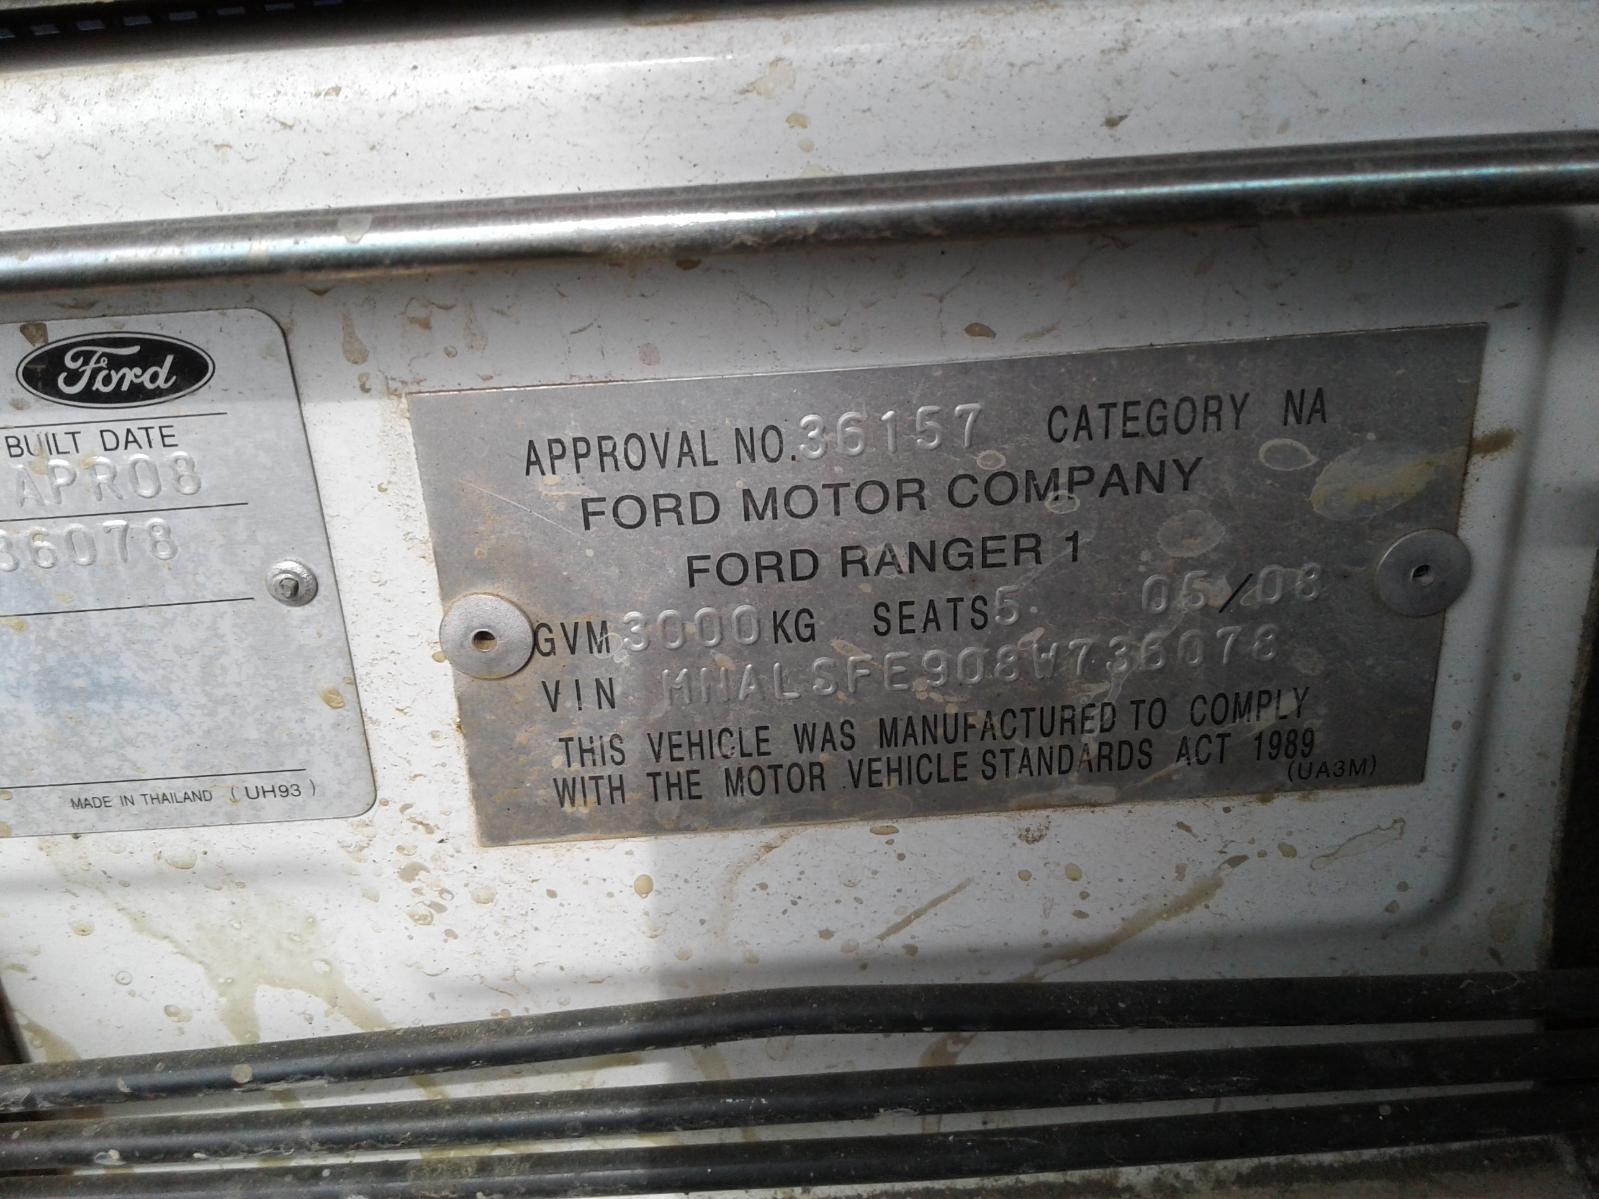 Ford
BUILT DATE
APR08
36078
MADE IN THAILAND (UH93)
APPROVAL NO.36157 CATEGORY NA
FORD MOTOR COMPANY
FORD RANGER 1
GVM 3000KG SEATS5 05/08
VIN MNALSFE908W736078
THIS VEHICLE WAS MANUFACTURED TO COMPLY
WITH THE MOTOR VEHICLE STANDARDS ACT 1989
(UA3M)